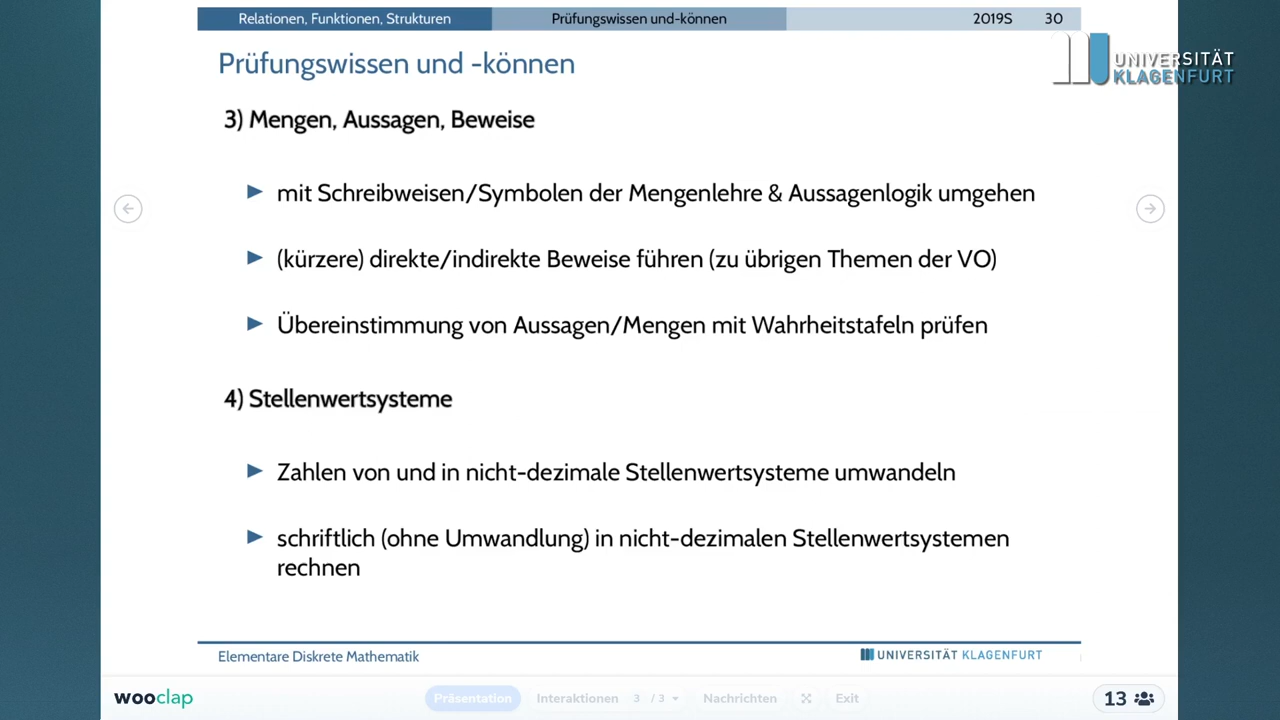 Relationen, Funktionen, Strukturen
Prüfungswissen und-können
2019S 30
Prüfungswissen und -können
UNIVERSITÄT
KLAGENFURT
3) Mengen, Aussagen, Beweise
mit Schreibweisen/Symbolen der Mengenlehre & Aussagenlogik umgehen
(kürzere) direkte/indirekte Beweise führen (zu übrigen Themen der VO)
Übereinstimmung von Aussagen/Mengen mit Wahrheitstafeln prüfen
4) Stellenwertsysteme
Zahlen von und in nicht-dezimale Stellenwertsysteme umwandeln
schriftlich (ohne Umwandlung) in nicht-dezimalen Stellenwertsystemen
rechnen
Elementare Diskrete Mathematik
UNIVERSITÄT KLAGENFURT
wooclap
Präsentation
Interaktionen 3 / 3
Nachrichten
Exit
13